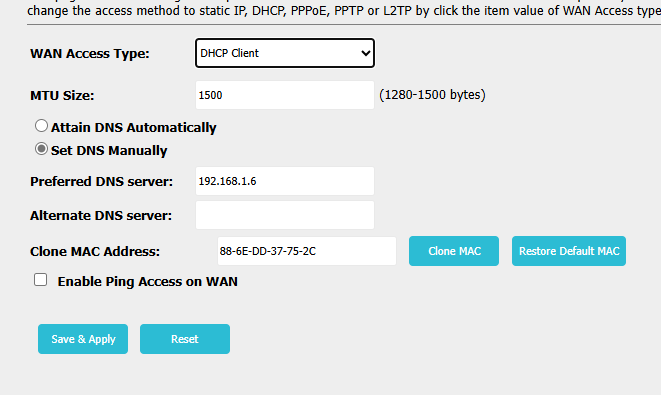 change the access method to static IP, DHCP, PPPoE, PPTP or L2TP by click the item value of WAN Access type
WAN Access Type: DHCP Client
MTU Size: 1500 (1280-1500 bytes)
Attain DNS Automatically
Set DNS Manually
Preferred DNS server: 192.168.1.6
Alternate DNS server:
Clone MAC Address: 88-6E-DD-37-75-2C Clone MAC Restore Default MAC
Enable Ping Access on WAN
Save & Apply Reset